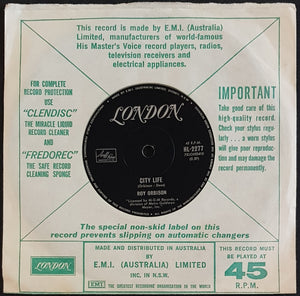 This record is made by E.M.I. (Australia)
Limited, manufacturers of world-famous
His Master's Voice record players, radios,
television receivers and
electrical appliances.
FOR COMPLETE
RECORD
PROTECTION
USE
"CLENDISC"
THE MIRACLE LIQUID
RECORD CLEANER
AND
"FREDOREC"
THE SAFE RECORD
CLEANING SPONGE
IMPORTANT
Take good care of this
high-quality record.
Check your stylus
regularly . . . a worn stylus
will give poor reproduction
and may damage the record
permanently.
LONDON
45 R.P.M.
HL-2277
CITY LIFE
ROY ORBISON
The special non-skid label on this
record prevents slipping on automatic changers
LONDON
MADE AND DISTRIBUTED IN AUSTRALIA
BY
E.M.I. (AUSTRALIA) LIMITED
INC. IN N.S.W.
EMI THE GREATEST RECORDING ORGANISATION IN THE WORLD
THIS RECORD MUST
BE PLAYED AT
45
R.P.M.